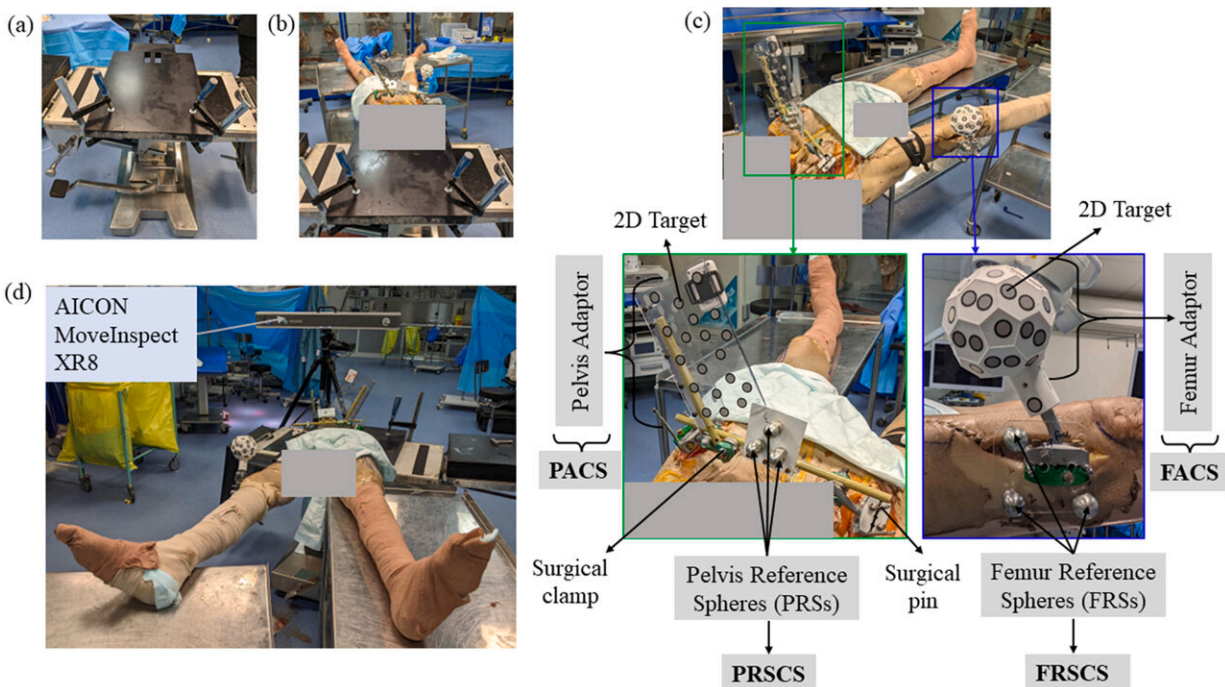 (a)
(b)
(c)
2D Target
2D Target
(d)
AICON
MoveInspect
XR8
Pelvis Adaptor
Femur Adaptor
PACS
FACS
Surgical
clamp
Pelvis Reference
Spheres (PRSs)
Surgical
pin
Femur Reference
Spheres (FRSs)
PRSCS
FRSCS